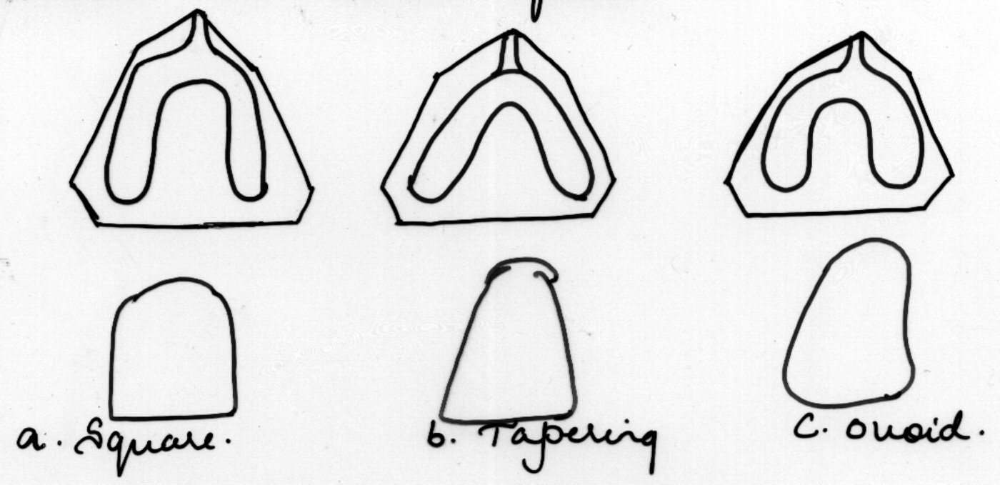 a. Square.
b. Tapering
C. ovoid.